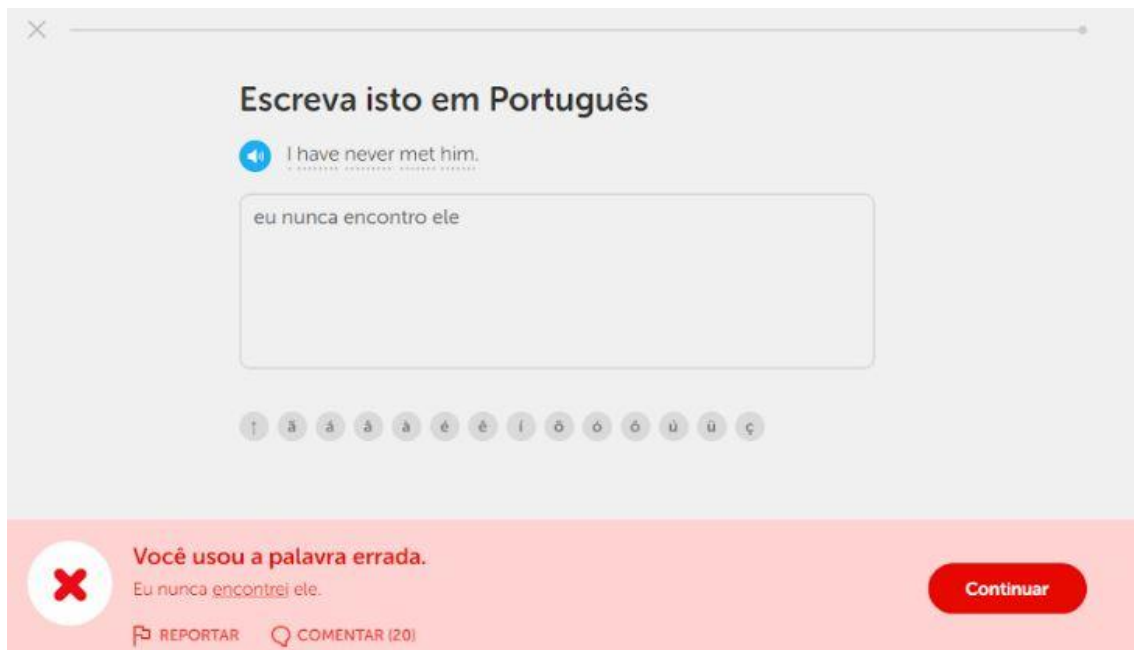 Escreva isto em Português
I have never met him.
eu nunca encontro ele
↑ ã á â à é ê í õ ó ô ú ü ç
Você usou a palavra errada.
Eu nunca encontrei ele.
Continuar
REPORTAR COMENTAR (20)